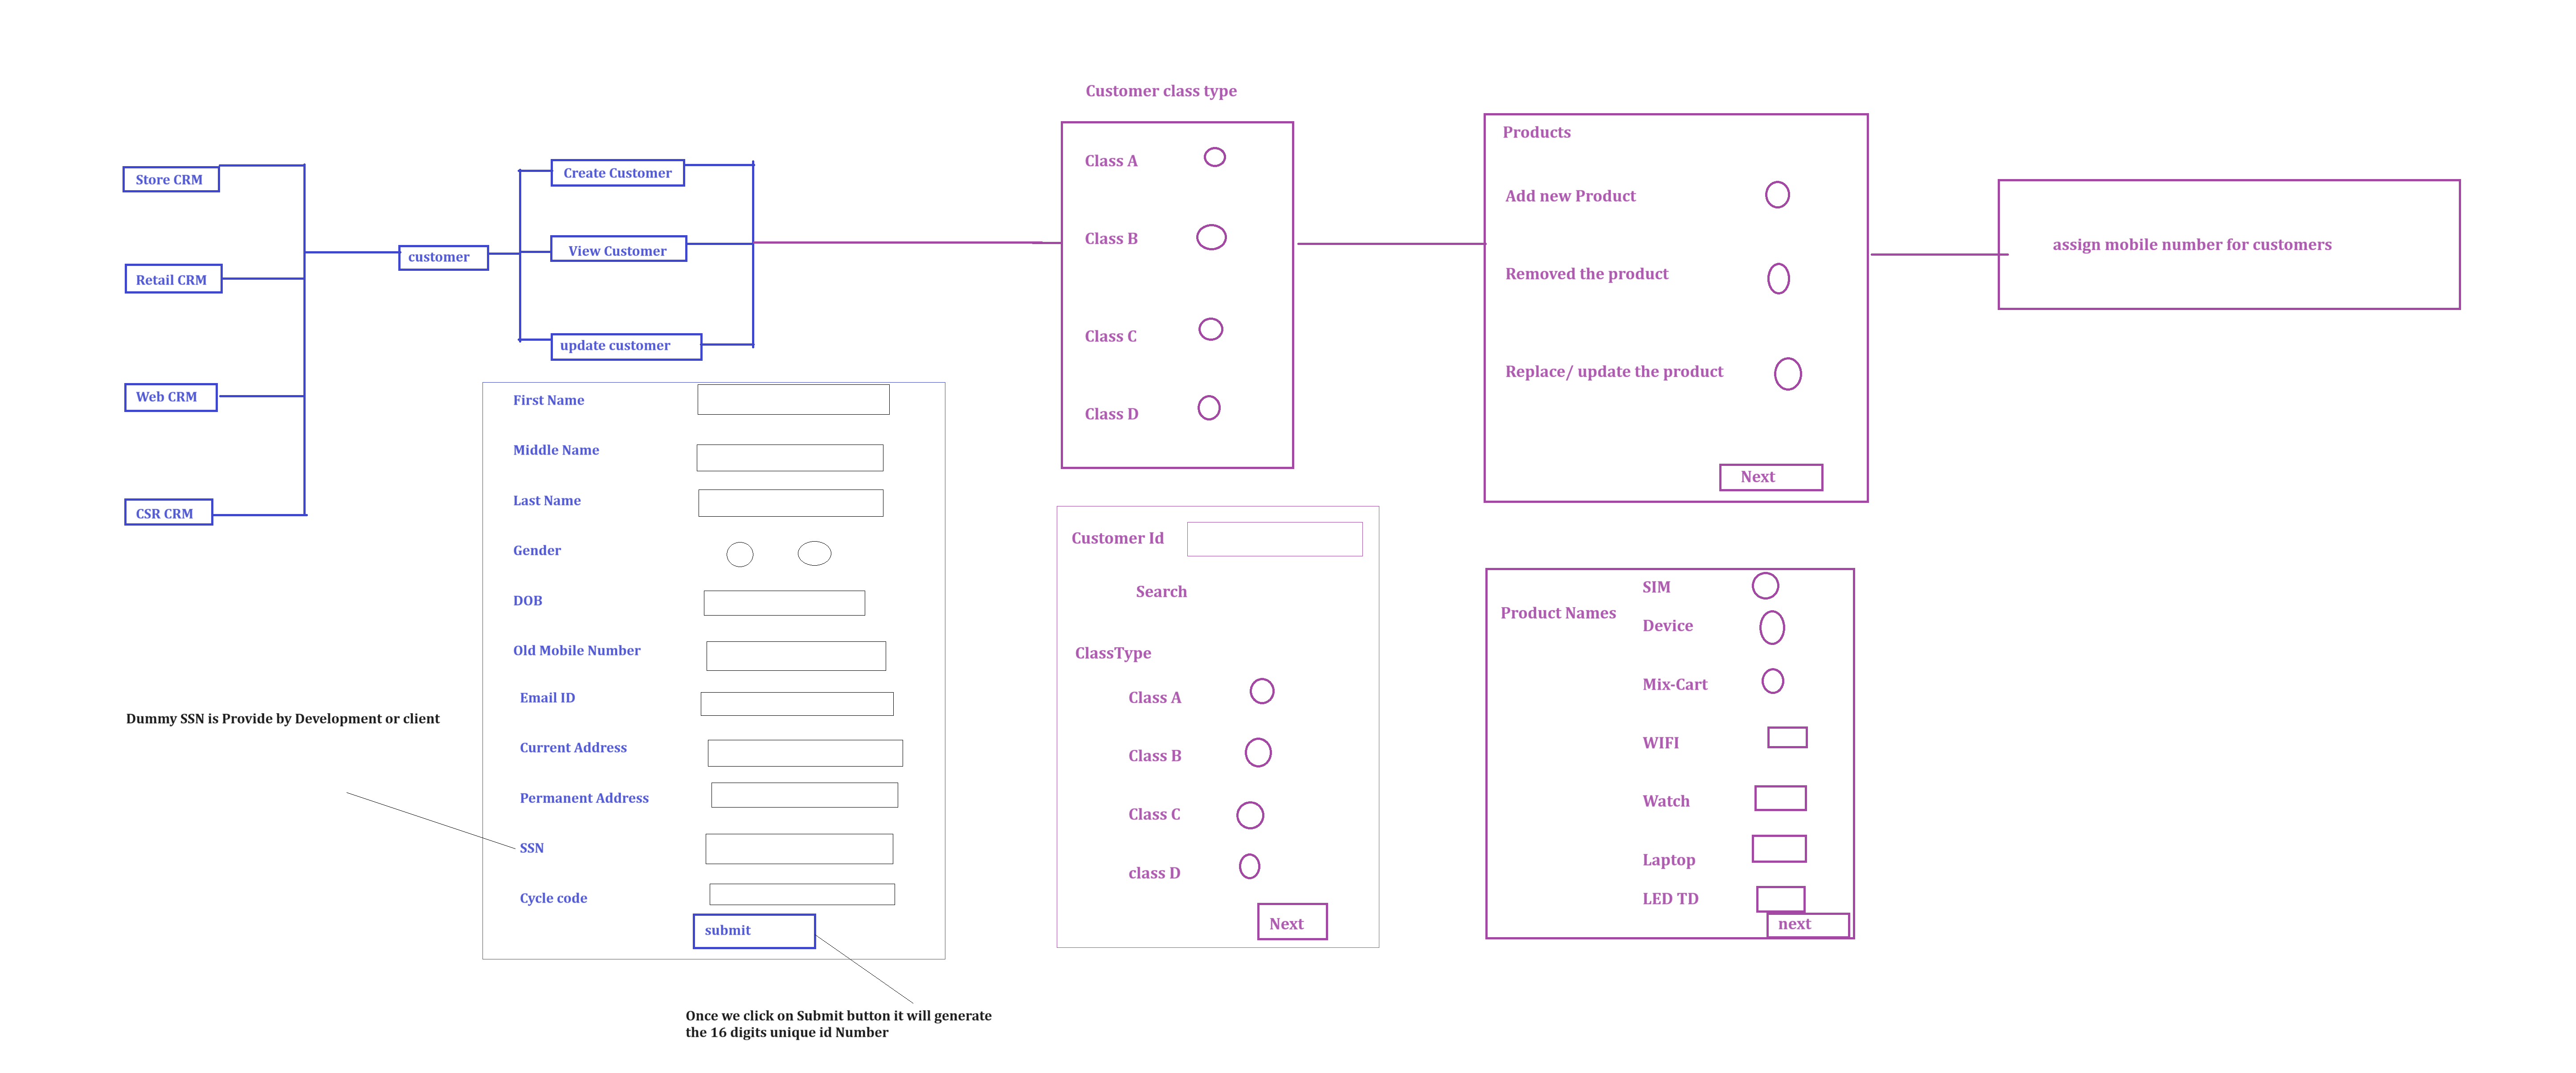 Store CRM
Retail CRM
Web CRM
CSR CRM
customer
Create Customer
View Customer
update customer
First Name
Middle Name
Last Name
Gender
DOB
Old Mobile Number
Email ID
Current Address
Permanent Address
SSN
Cycle code
submit
Dummy SSN is Provide by Development or client
Once we click on Submit button it will generate
the 16 digits unique id Number
Customer class type
Class A
Class B
Class C
Class D
Customer Id
Search
ClassType
Class A
Class B
Class C
class D
Next
Products
Add new Product
Removed the product
Replace/ update the product
Next
Product Names
SIM
Device
Mix-Cart
WIFI
Watch
Laptop
LED TD
next
assign mobile number for customers